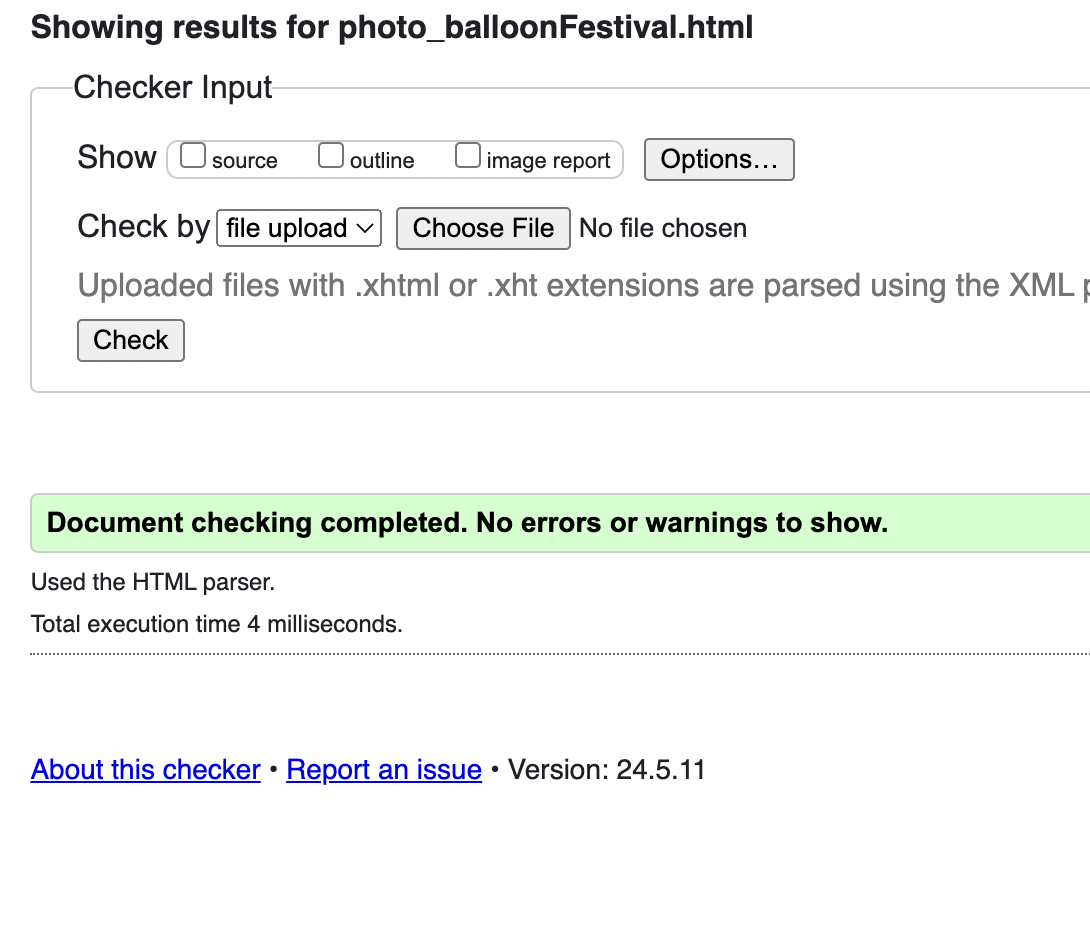 Showing results for photo_balloonFestival.html
Checker Input
Show source outline image report Options...
Check by file upload Choose File No file chosen
Uploaded files with .xhtml or .xht extensions are parsed using the XML
Check
Document checking completed. No errors or warnings to show.
Used the HTML parser.
Total execution time 4 milliseconds.
About this checker • Report an issue • Version: 24.5.11